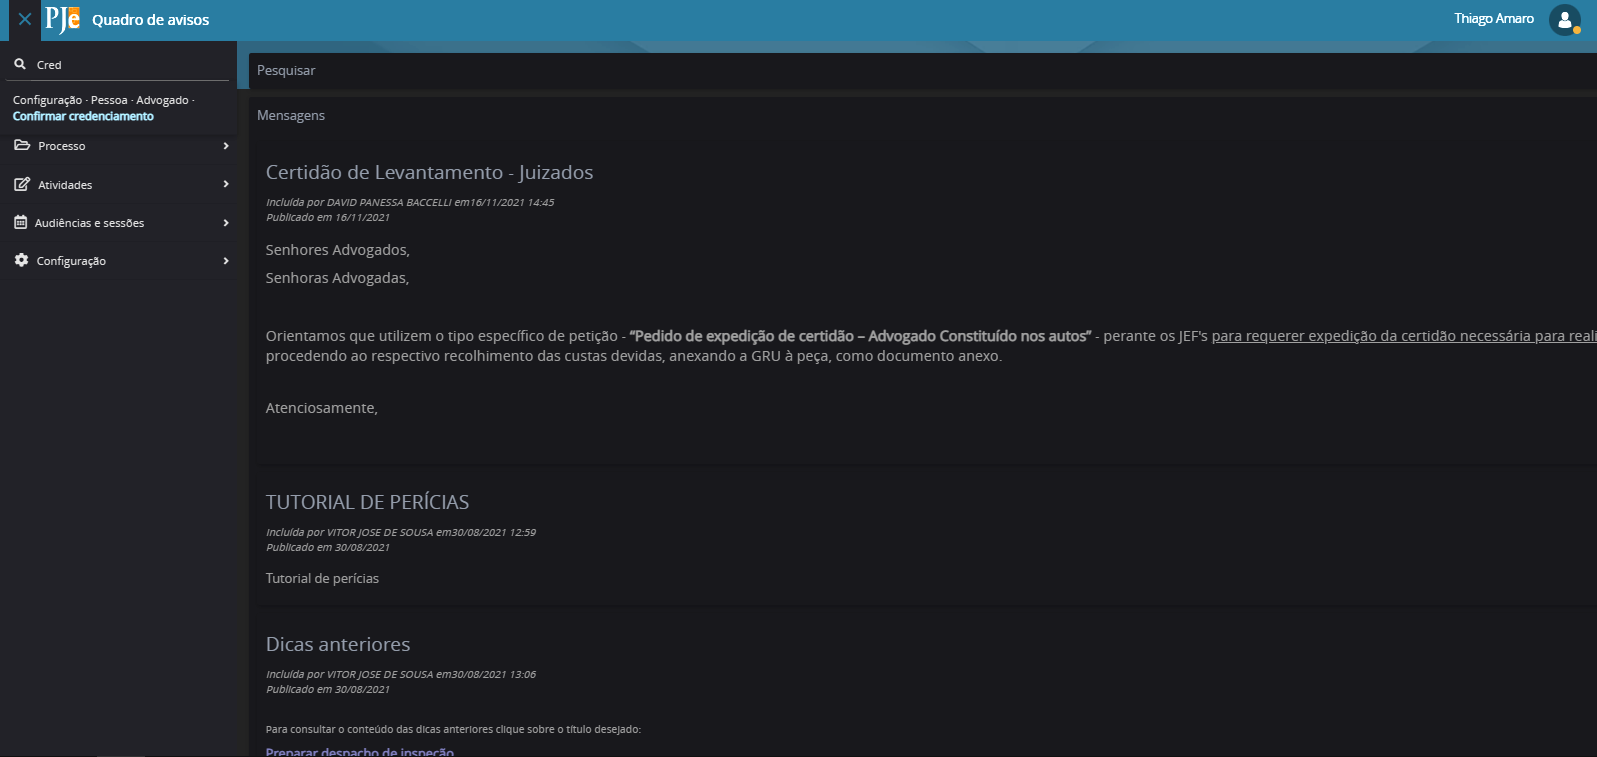 PJe Quadro de avisos
Thiago Amaro
Cred
Configuração · Pessoa · Advogado ·
Confirmar credenciamento
Processo
Atividades
Audiências e sessões
Configuração
Pesquisar
Mensagens
Certidão de Levantamento - Juizados
Incluída por DAVID PANESSA BACCELLI em16/11/2021 14:45
Publicado em 16/11/2021
Senhores Advogados,
Senhoras Advogadas,
Orientamos que utilizem o tipo específico de petição - “Pedido de expedição de certidão – Advogado Constituído nos autos” - perante os JEF's para requerer expedição da certidão necessária para reali
procedendo ao respectivo recolhimento das custas devidas, anexando a GRU à peça, como documento anexo.
Atenciosamente,
TUTORIAL DE PERÍCIAS
Incluída por VITOR JOSE DE SOUSA em30/08/2021 12:59
Publicado em 30/08/2021
Tutorial de perícias
Dicas anteriores
Incluída por VITOR JOSE DE SOUSA em30/08/2021 13:06
Publicado em 30/08/2021
Para consultar o conteúdo das dicas anteriores clique sobre o título desejado:
Preparar despacho de inspeção